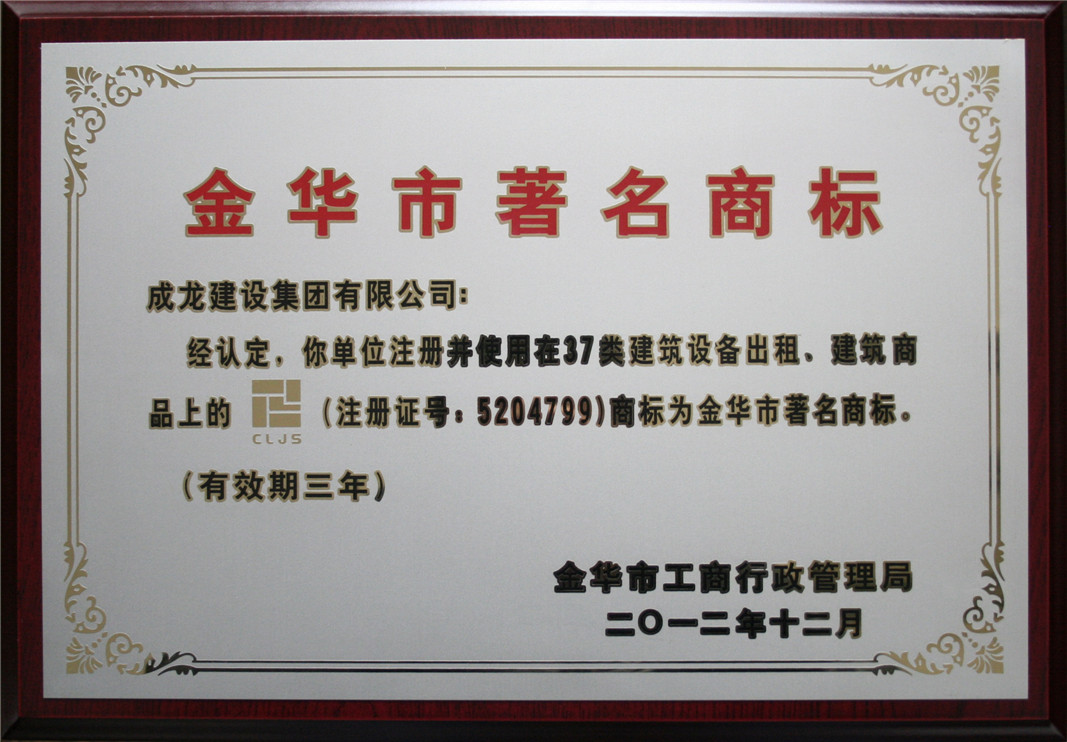 金华市著名商标
成龙建设集团有限公司:
经认定，你单位注册并使用在37类建筑设备出租、建筑商
品上的 CLJS (注册证号:5204799)商标为金华市著名商标。
(有效期三年)
金华市工商行政管理局
二〇一二年十二月